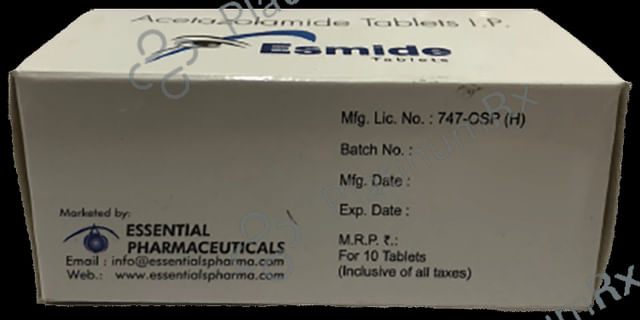 Acetazolamide Tablets I.P.
Esmide
Tablets
Mfg. Lic. No. : 747-OSP (H)
Batch No. :
Mfg. Date :
Exp. Date :
M.R.P. ₹.:
For 10 Tablets
(Inclusive of all taxes)
Marketed by:
ESSENTIAL
PHARMACEUTICALS
Email : info@essentialspharma.com
Web.: www.essentialspharma.com